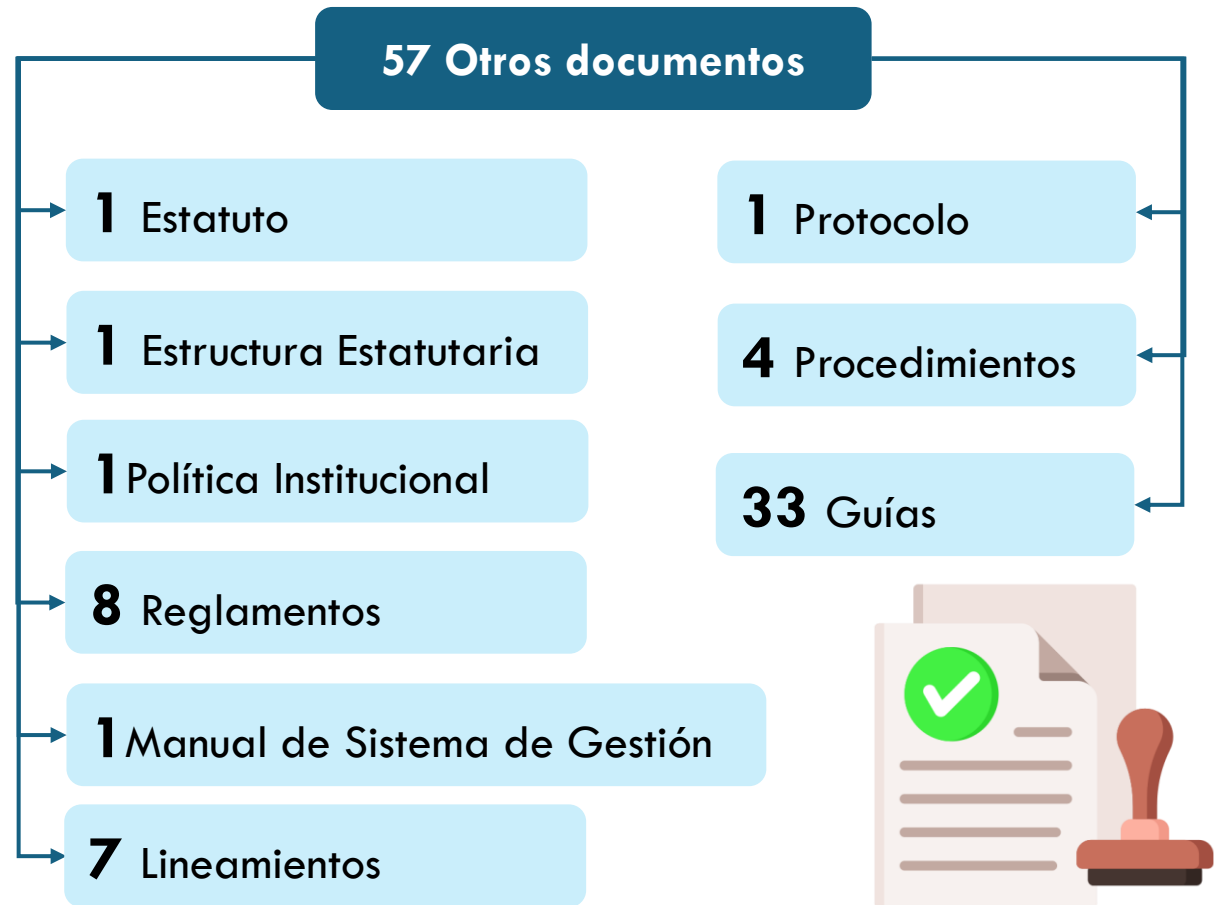 57 Otros documentos
1 Estatuto
1 Estructura Estatutaria
1 Política Institucional
8 Reglamentos
1 Manual de Sistema de Gestión
7 Lineamientos
1 Protocolo
4 Procedimientos
33 Guías